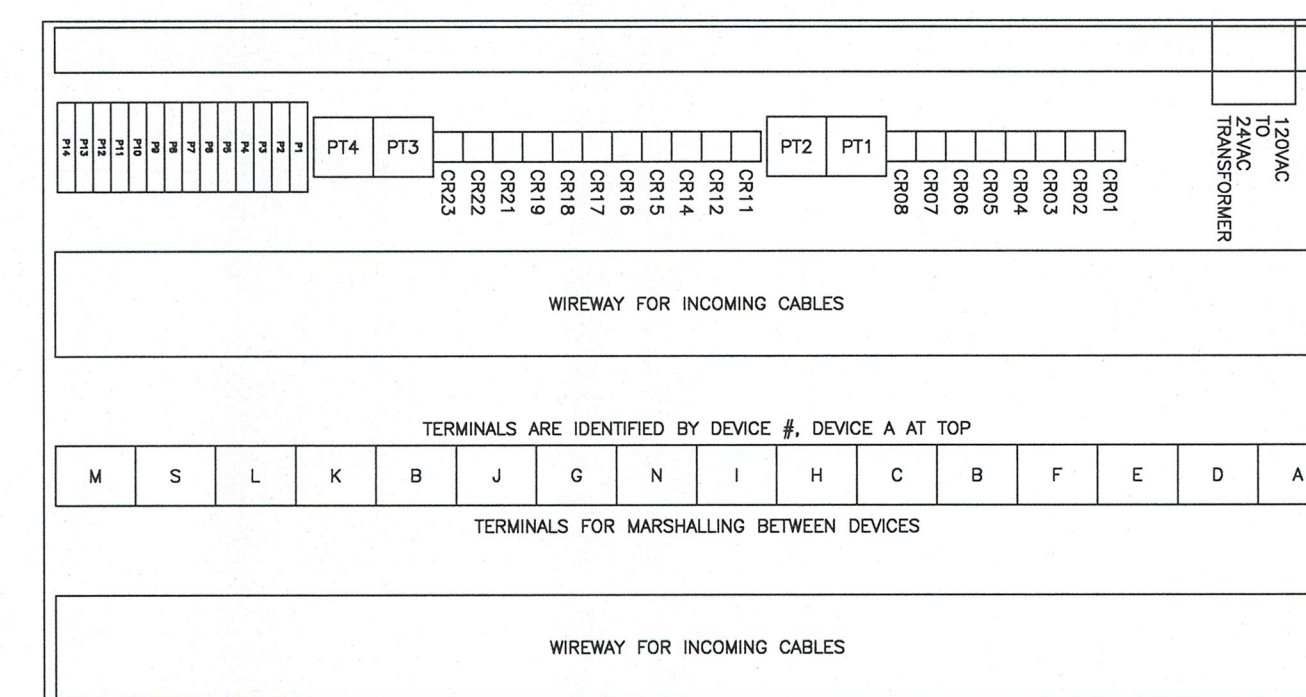 P14 P13 P12 P11 P10 P9 P8 P7 P6 P5 P4 P3 P2 P1
PT4 PT3
CR23 CR22 CR21 CR19 CR18 CR17 CR16 CR15 CR14 CR12 CR11
PT2 PT1
CR08 CR07 CR06 CR05 CR04 CR03 CR02 CR01
120VAC
TO
24VAC
TRANSFORMER
WIREWAY FOR INCOMING CABLES
TERMINALS ARE IDENTIFIED BY DEVICE #, DEVICE A AT TOP
M S L K B J G N I H C B F E D A
TERMINALS FOR MARSHALLING BETWEEN DEVICES
WIREWAY FOR INCOMING CABLES